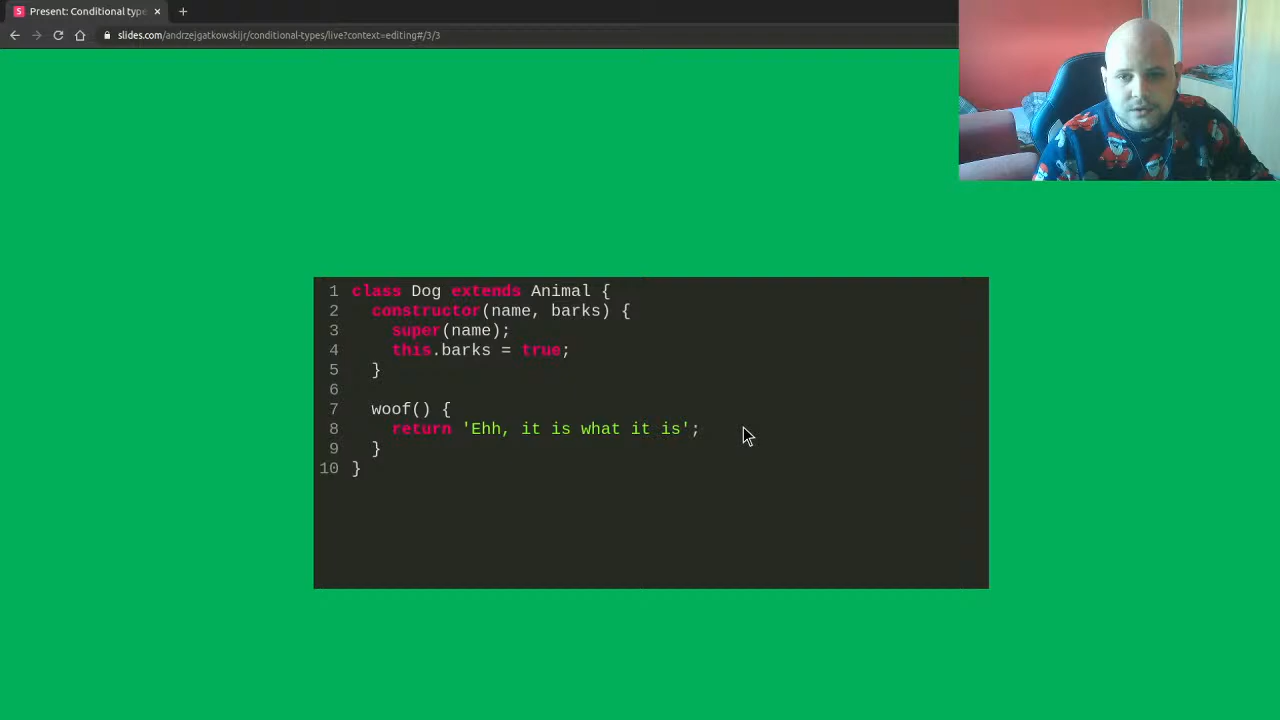 S Present: Conditional type
slides.com/andrzejgatkowskijr/conditional-types/live?context=editing#/3/3
1 class Dog extends Animal {
2   constructor(name, barks) {
3     super(name);
4     this.barks = true;
5   }
6
7   woof() {
8     return 'Ehh, it is what it is';
9   }
10 }